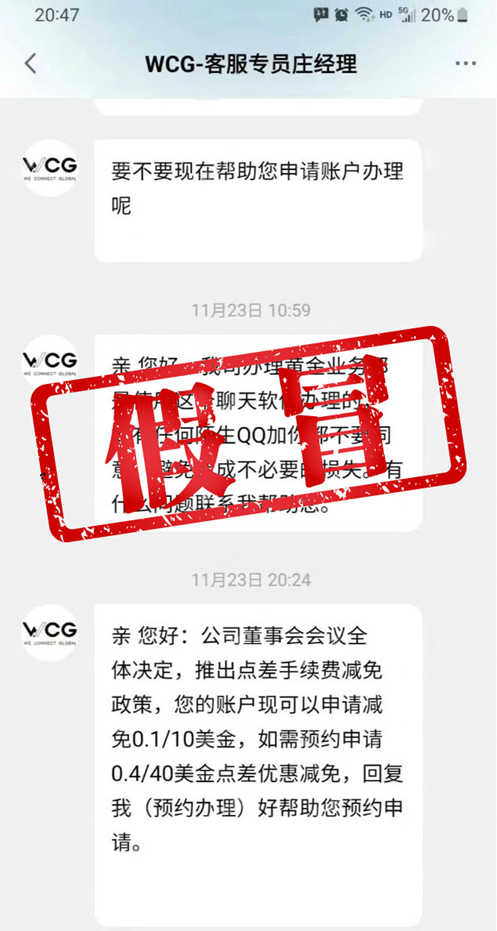 20:47
HD 5G 20%
WCG-客服专员庄经理
WCG
WE CONNECT GLOBAL
要不要现在帮助您申请账户办理
呢
11月23日 10:59
WCG
WE CONNECT GLOBAL
亲 您好 我司办理黄金业务都
聊天软件办理的
有任何陌生QQ加你都不要同
避免 成不必要的损失 有
什么问题联系我帮助您。
假冒
11月23日 20:24
WCG
WE CONNECT GLOBAL
亲 您好：公司董事会会议全
体决定，推出点差手续费减免
政策，您的账户现可以申请减
免0.1/10美金，如需预约申请
0.4/40美金点差优惠减免，回复
我（预约办理）好帮助您预约申
请。